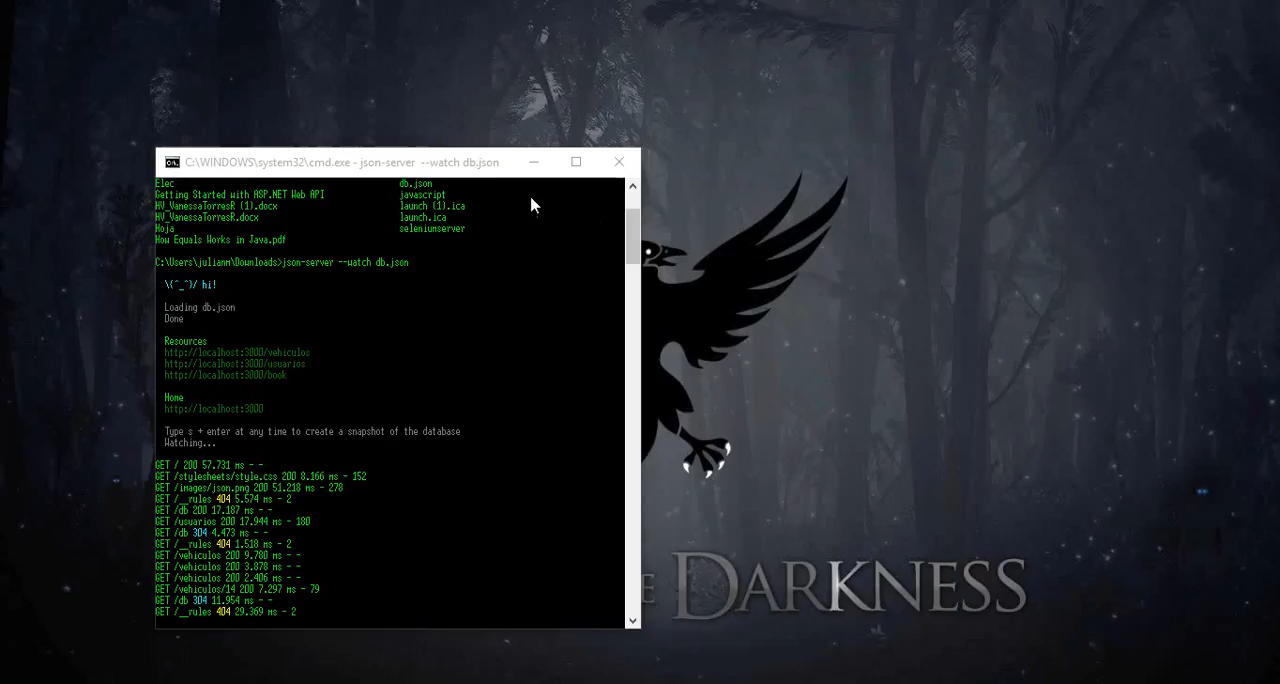 C:\WINDOWS\system32\cmd.exe - json-server --watch db.json
Elec db.json
Getting Started with ASP.NET Web API javascript
HV_VanessaTorresR (1).docx launch (1).ica
HV_VanessaTorresR.docx launch.ica
Hoja seleniumserver
How Equals Works in Java.pdf
C:\Users\julianm\Downloads>json-server --watch db.json
\{^_^}/ hi!
Loading db.json
Done
Resources
http://localhost:3000/vehiculos
http://localhost:3000/usuarios
http://localhost:3000/book
Home
http://localhost:3000
Type s + enter at any time to create a snapshot of the database
Watching...
GET / 200 57.731 ms - -
GET /stylesheets/style.css 200 8.166 ms - 152
GET /images/json.png 200 51.218 ms - 278
GET /__rules 404 5.574 ms - 2
GET /db 200 17.187 ms - -
GET /usuarios 200 17.944 ms - 180
GET /db 304 4.473 ms - -
GET /__rules 404 1.518 ms - 2
GET /vehiculos 200 9.780 ms - -
GET /vehiculos 200 3.878 ms - -
GET /vehiculos 200 2.406 ms - -
GET /vehiculos/14 200 7.297 ms - 79
GET /db 304 11.954 ms - -
GET /__rules 404 29.369 ms - 2
DARKNESS